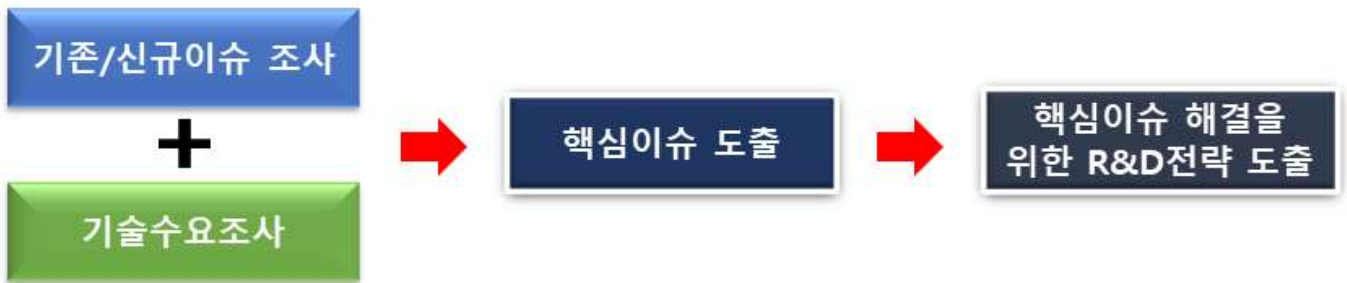 기존/신규이슈 조사
+
기술수요조사
핵심이슈 도출
핵심이슈 해결을
위한 R&D전략 도출